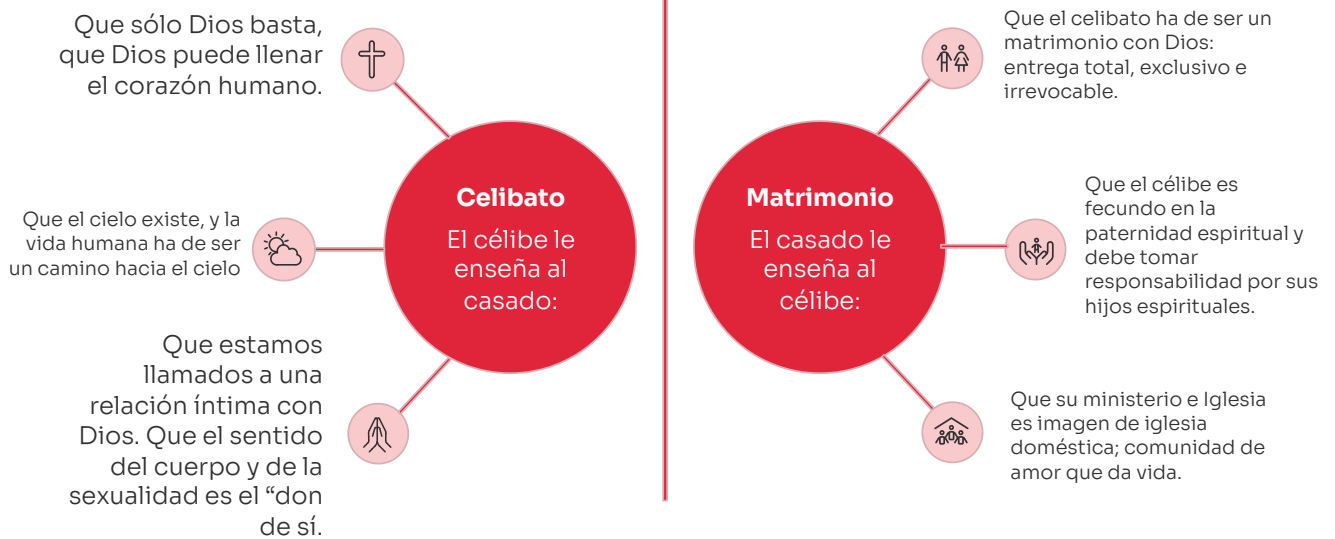 Que sólo Dios basta,
que Dios puede llenar
el corazón humano.
Que el cielo existe, y la
vida humana ha de ser
un camino hacia el cielo
Que estamos
llamados a una
relación íntima con
Dios. Que el sentido
del cuerpo y de la
sexualidad es el “don
de sí.
Celibato
El célibe le
enseña al
casado:
Matrimonio
El casado le
enseña al
célibe:
Que el celibato ha de ser un
matrimonio con Dios:
entrega total, exclusivo e
irrevocable.
Que el célibe es
fecundo en la
paternidad espiritual y
debe tomar
responsabilidad por sus
hijos espirituales.
Que su ministerio e Iglesia
es imagen de iglesia
doméstica; comunidad de
amor que da vida.